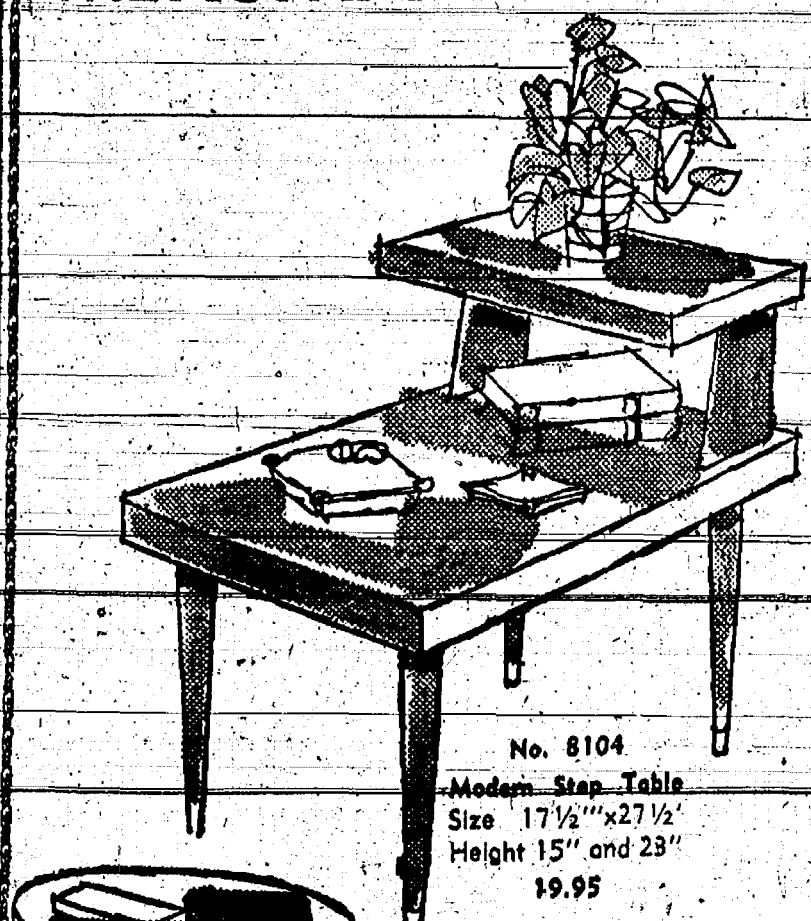 No. 8104
Modern Step Table
Size 17½"'x27½'
Height 15" and 23"
19.95